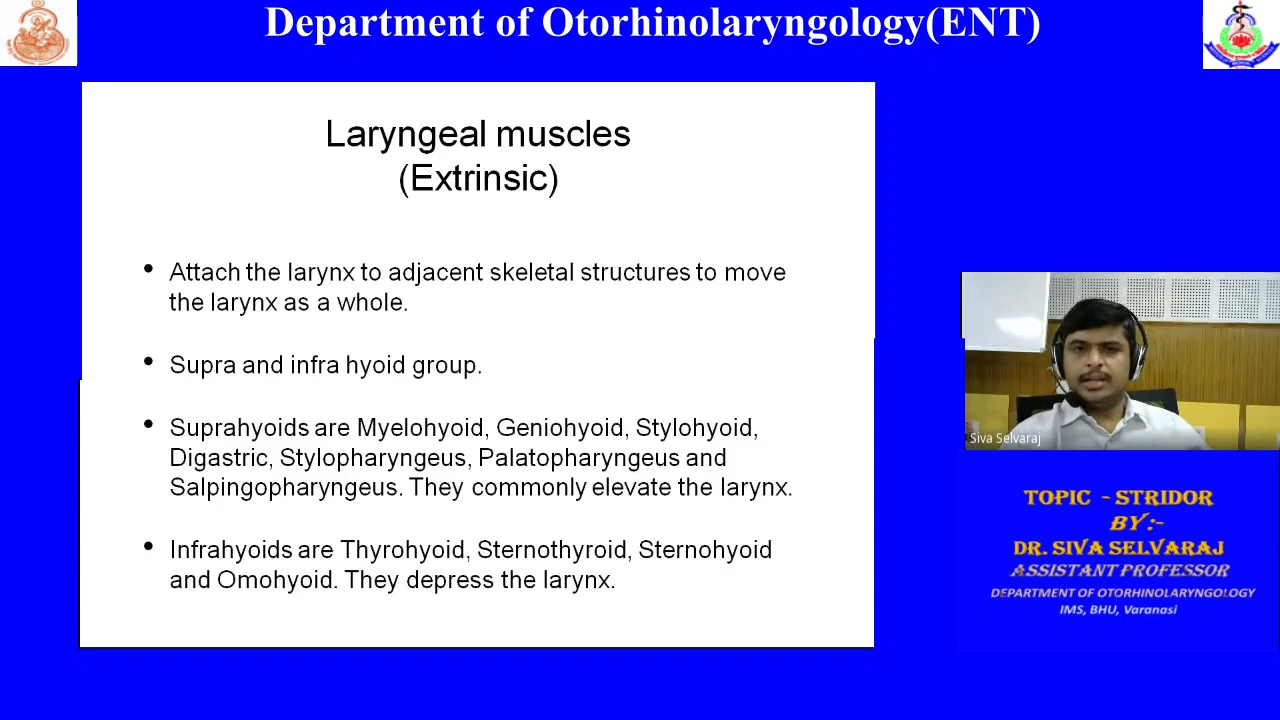 Department of Otorhinolaryngology(ENT)
Laryngeal muscles
(Extrinsic)
• Attach the larynx to adjacent skeletal structures to move
the larynx as a whole.
• Supra and infra hyoid group.
• Suprahyoids are Myelohyoid, Geniohyoid, Stylohyoid,
Digastric, Stylopharyngeus, Palatopharyngeus and
Salpingopharyngeus. They commonly elevate the larynx.
• Infrahyoids are Thyrohyoid, Sternothyroid, Sternohyoid
and Omohyoid. They depress the larynx.
Siva Selvaraj
TOPIC - STRIDOR
BY:-
DR. SIVA SELVARAJ
ASSISTANT PROFESSOR
DEPARTMENT OF OTORHINOLARYNGOLOGY
IMS, BHU, Varanasi